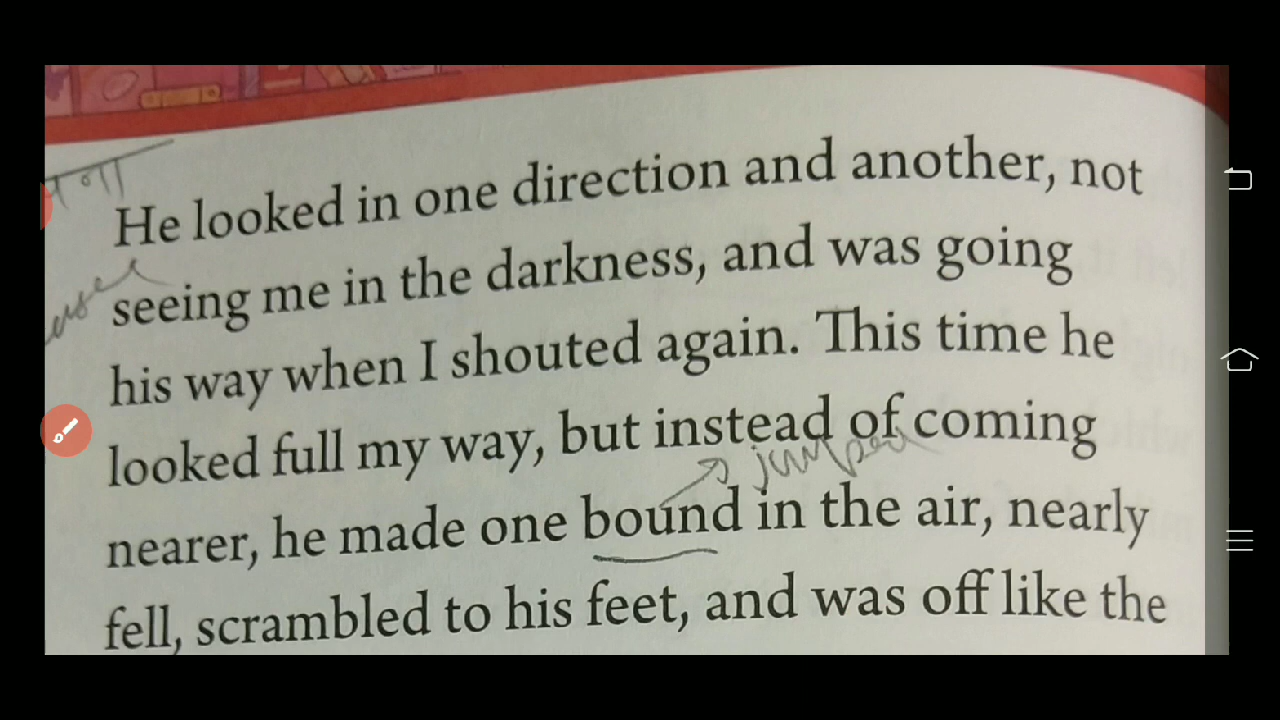 He looked in one direction and another, not
seeing me in the darkness, and was going
his way when I shouted again. This time he
looked full my way, but instead of coming
jumped
nearer, he made one bound in the air, nearly
fell, scrambled to his feet, and was off like the